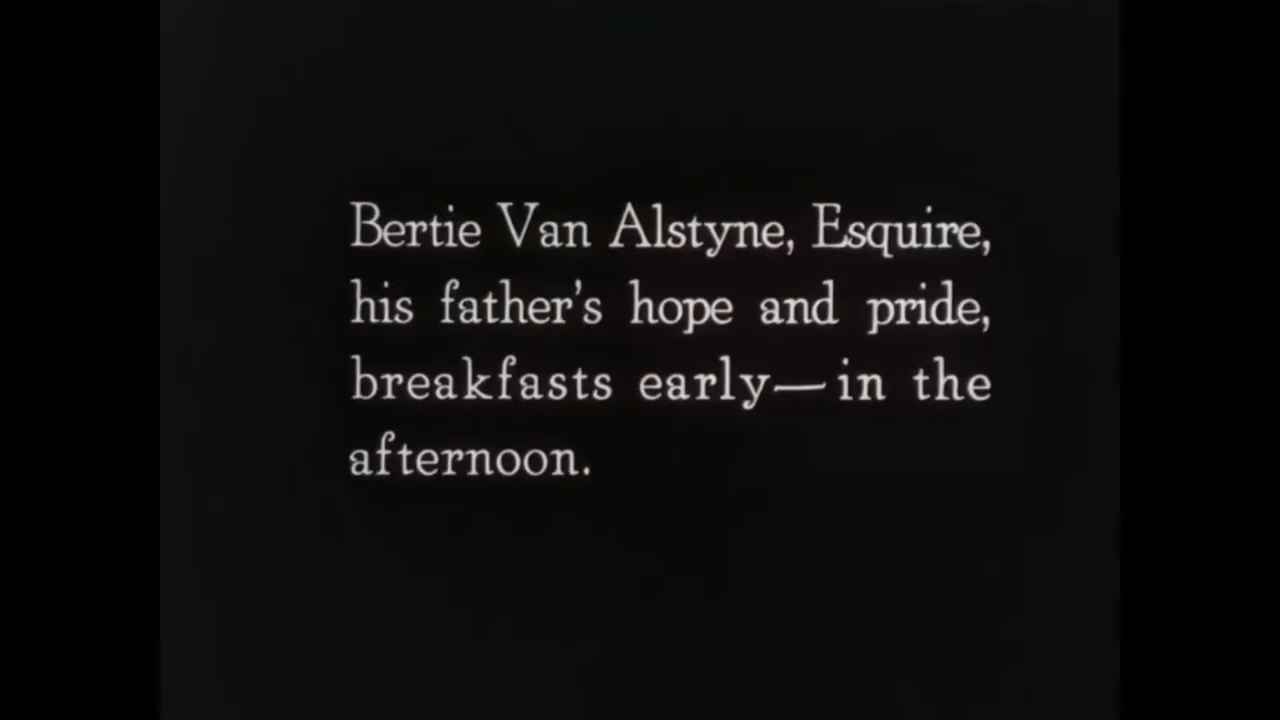 Bertie Van Alstyne, Esquire,
his father's hope and pride,
breakfasts early—in the
afternoon.